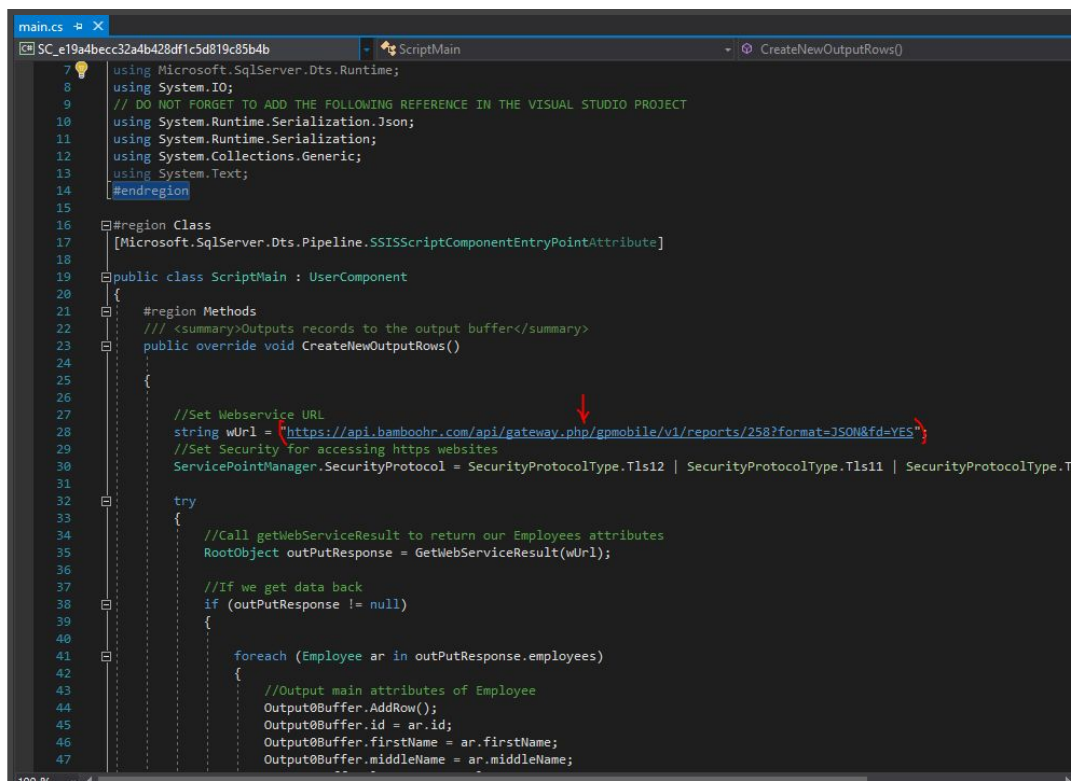 main.cs
SC_e19a4becc32a4b428df1c5d819c85b4b ScriptMain CreateNewOutputRows()
7 using Microsoft.SqlServer.Dts.Runtime;
8 using System.IO;
9 // DO NOT FORGET TO ADD THE FOLLOWING REFERENCE IN THE VISUAL STUDIO PROJECT
10 using System.Runtime.Serialization.Json;
11 using System.Runtime.Serialization;
12 using System.Collections.Generic;
13 using System.Text;
14 #endregion
15
16 #region Class
17 [Microsoft.SqlServer.Dts.Pipeline.SSISScriptComponentEntryPointAttribute]
18
19 public class ScriptMain : UserComponent
20 {
21 #region Methods
22 /// <summary>Outputs records to the output buffer</summary>
23 public override void CreateNewOutputRows()
24
25 {
26
27 //Set Webservice URL
28 string wUrl = "https://api.bamboohr.com/api/gateway.php/gpmobile/v1/reports/258?format=JSON&fd=YES";
29 //Set Security for accessing https websites
30 ServicePointManager.SecurityProtocol = SecurityProtocolType.Tls12 | SecurityProtocolType.Tls11 | SecurityProtocolType.T
31
32 try
33 {
34 //Call getWebServiceResult to return our Employees attributes
35 RootObject outPutResponse = GetWebServiceResult(wUrl);
36
37 //If we get data back
38 if (outPutResponse != null)
39 {
40
41 foreach (Employee ar in outPutResponse.employees)
42 {
43 //Output main attributes of Employee
44 Output0Buffer.AddRow();
45 Output0Buffer.id = ar.id;
46 Output0Buffer.firstName = ar.firstName;
47 Output0Buffer.middleName = ar.middleName;